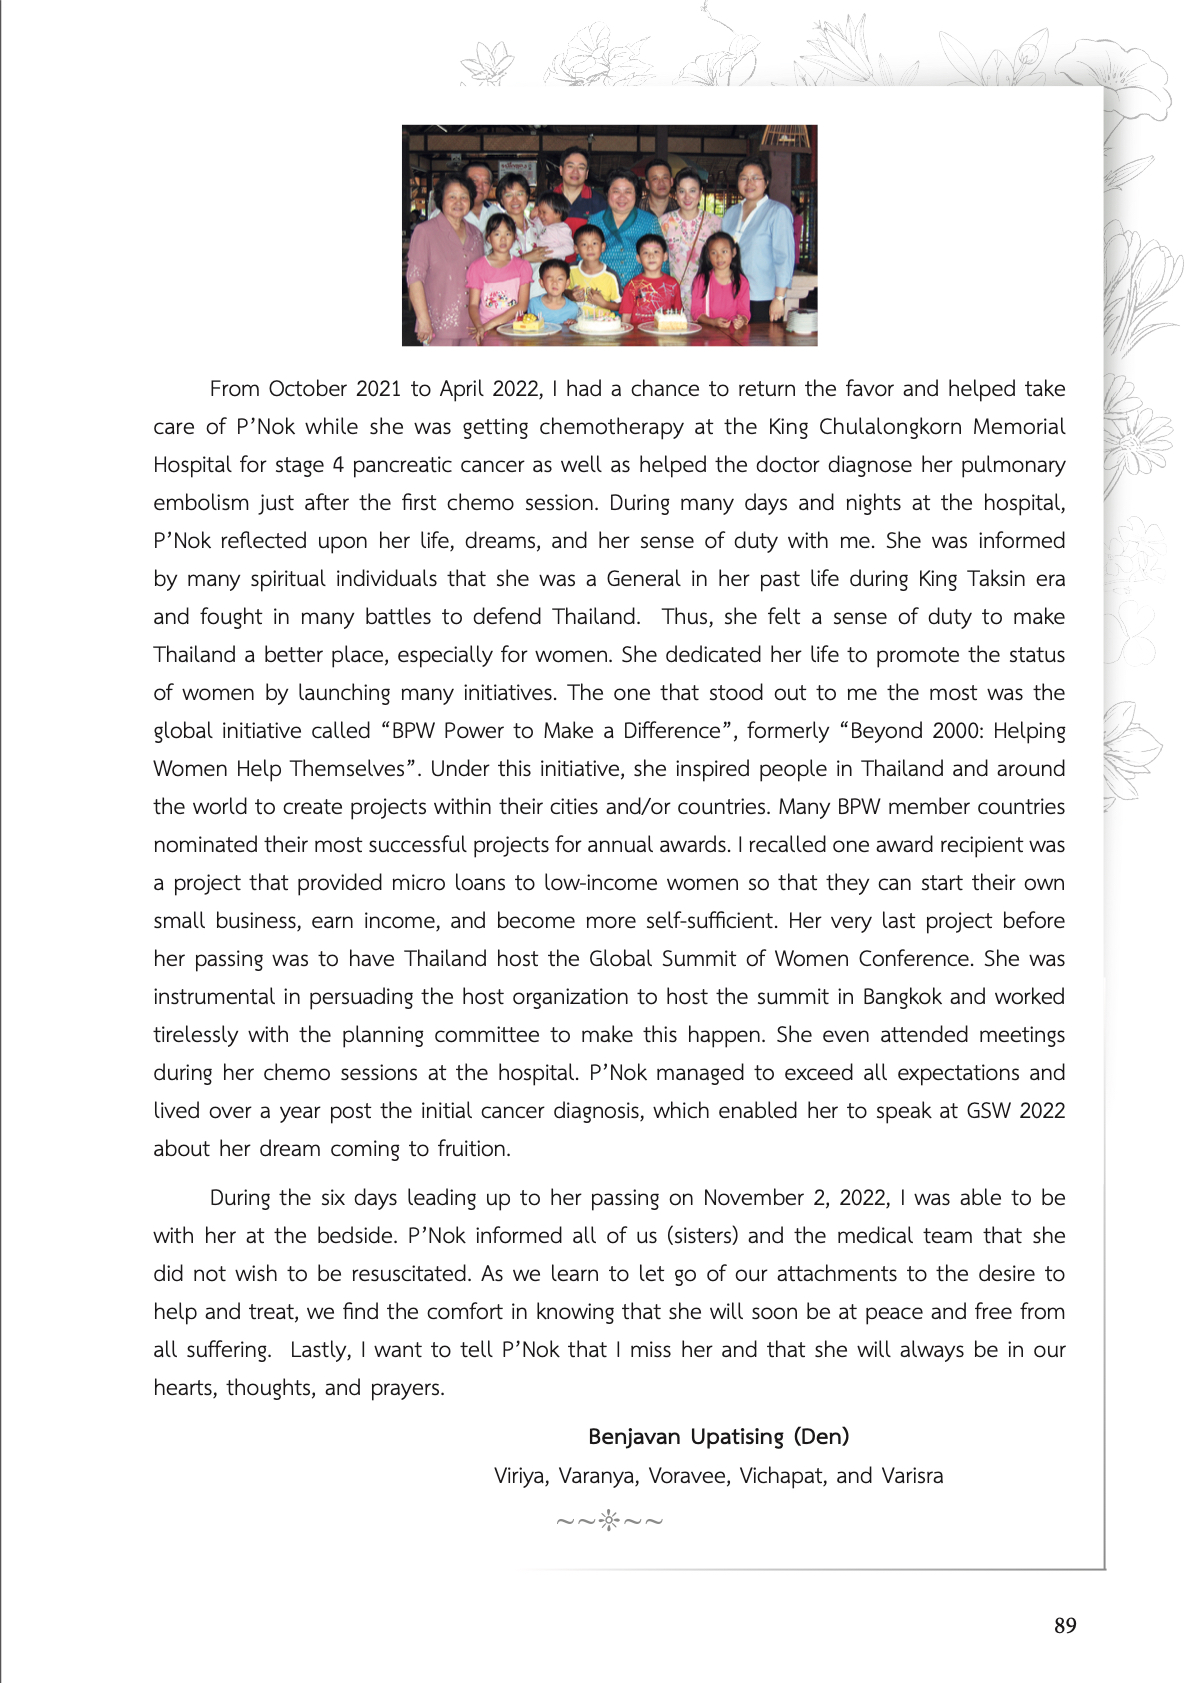 From October 2021 to April 2022, I had a chance to return the favor and helped take
care of P’Nok while she was getting chemotherapy at the King Chulalongkorn Memorial
Hospital for stage 4 pancreatic cancer as well as helped the doctor diagnose her pulmonary
embolism just after the first chemo session. During many days and nights at the hospital,
P’Nok reflected upon her life, dreams, and her sense of duty with me. She was informed
by many spiritual individuals that she was a General in her past life during King Taksin era
and fought in many battles to defend Thailand.  Thus, she felt a sense of duty to make
Thailand a better place, especially for women. She dedicated her life to promote the status
of women by launching many initiatives. The one that stood out to me the most was the
global initiative called “BPW Power to Make a Difference”, formerly “Beyond 2000: Helping
Women Help Themselves”. Under this initiative, she inspired people in Thailand and around
the world to create projects within their cities and/or countries. Many BPW member countries
nominated their most successful projects for annual awards. I recalled one award recipient was
a project that provided micro loans to low-income women so that they can start their own
small business, earn income, and become more self-sufficient. Her very last project before
her passing was to have Thailand host the Global Summit of Women Conference. She was
instrumental in persuading the host organization to host the summit in Bangkok and worked
tirelessly with the planning committee to make this happen. She even attended meetings
during her chemo sessions at the hospital. P’Nok managed to exceed all expectations and
lived over a year post the initial cancer diagnosis, which enabled her to speak at GSW 2022
about her dream coming to fruition.
During the six days leading up to her passing on November 2, 2022, I was able to be
with her at the bedside. P’Nok informed all of us (sisters) and the medical team that she
did not wish to be resuscitated. As we learn to let go of our attachments to the desire to
help and treat, we find the comfort in knowing that she will soon be at peace and free from
all suffering.  Lastly, I want to tell P’Nok that I miss her and that she will always be in our
hearts, thoughts, and prayers.
Benjavan Upatising (Den)
Viriya, Varanya, Voravee, Vichapat, and Varisra
89